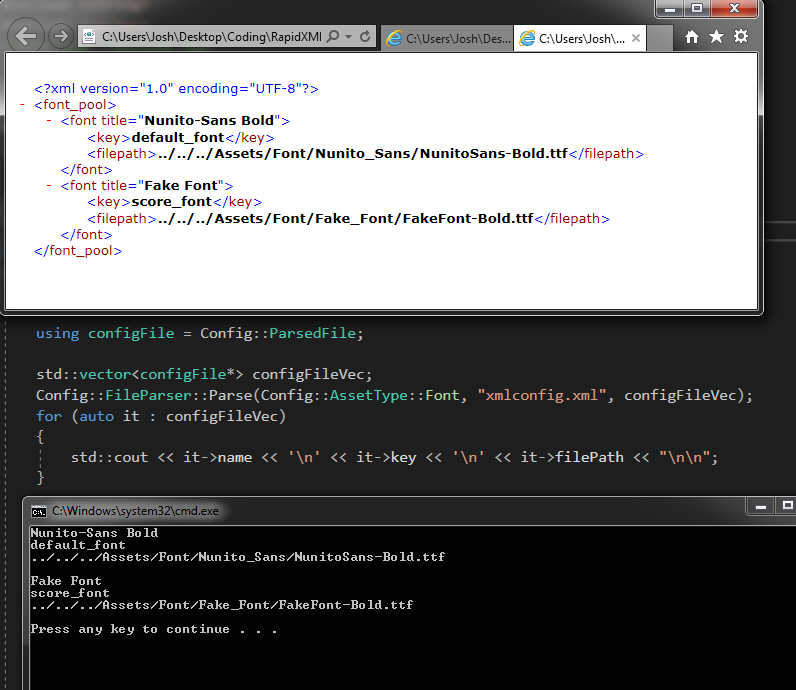 C:\Users\Josh\Desktop\Coding\RapidXMl
C:\Users\Josh\Des...
C:\Users\Josh\...
<?xml version="1.0" encoding="UTF-8"?>
- <font_pool>
- <font title="Nunito-Sans Bold">
<key>default_font</key>
<filepath>../../../Assets/Font/Nunito_Sans/NunitoSans-Bold.ttf</filepath>
</font>
- <font title="Fake Font">
<key>score_font</key>
<filepath>../../../Assets/Font/Fake_Font/FakeFont-Bold.ttf</filepath>
</font>
</font_pool>
using configFile = Config::ParsedFile;
std::vector<configFile*> configFileVec;
Config::FileParser::Parse(Config::AssetType::Font, "xmlconfig.xml", configFileVec);
for (auto it : configFileVec)
{
std::cout << it->name << '\n' << it->key << '\n' << it->filePath << "\n\n";
}
C:\Windows\system32\cmd.exe
Nunito-Sans Bold
default_font
../../../Assets/Font/Nunito_Sans/NunitoSans-Bold.ttf
Fake Font
score_font
../../../Assets/Font/Fake_Font/FakeFont-Bold.ttf
Press any key to continue . . .